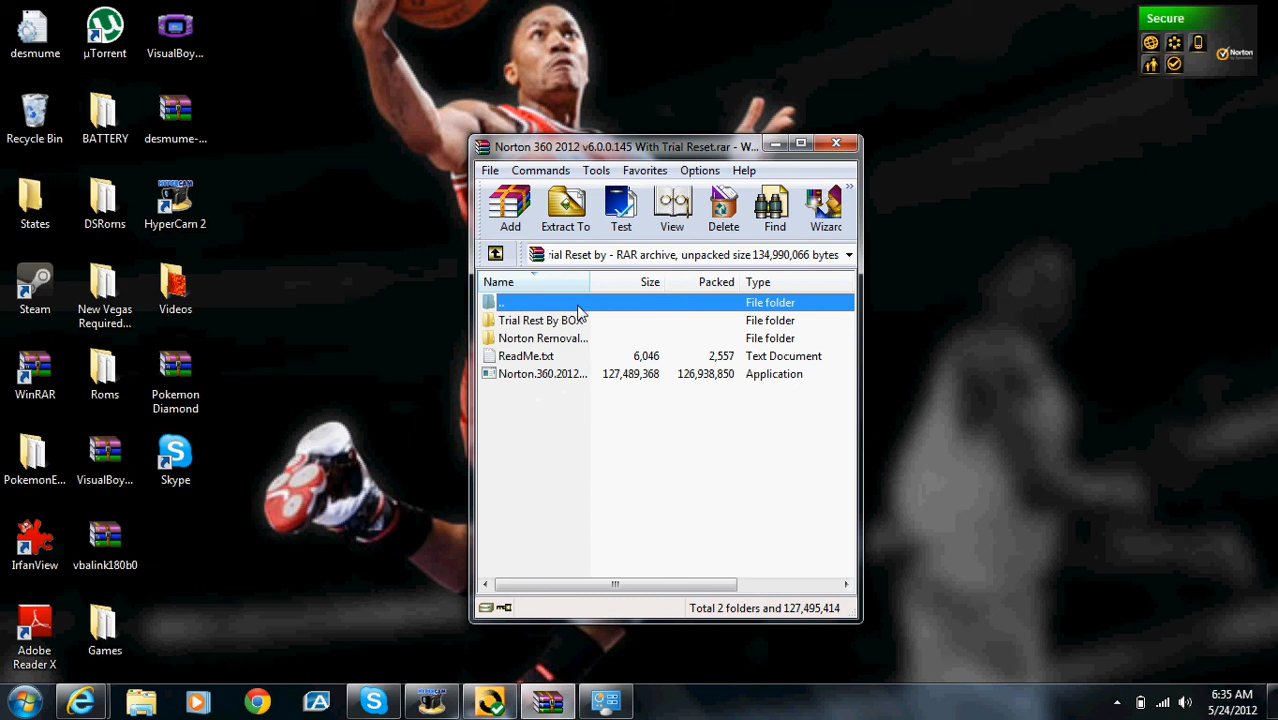 desmume
µTorrent
VisualBoy...
Recycle Bin
BATTERY
desmume-...
States
DSRoms
HyperCam 2
Steam
New Vegas
Required...
Videos
WinRAR
Roms
Pokemon
Diamond
PokemonE...
VisualBoy...
Skype
IrfanView
vbalink180b0
Adobe
Reader X
Games
Secure
Norton
Norton 360 2012 v6.0.0.145 With Trial Reset.rar - W...
File Commands Tools Favorites Options Help
Add Extract To Test View Delete Find Wizard
ial Reset by - RAR archive, unpacked size 134,990,066 bytes
Name Size Packed Type
.. File folder
Trial Rest By BOX File folder
Norton Removal... File folder
ReadMe.txt 6,046 2,557 Text Document
Norton.360.2012... 127,489,368 126,938,850 Application
Total 2 folders and 127,495,414
6:35 AM
5/24/2012